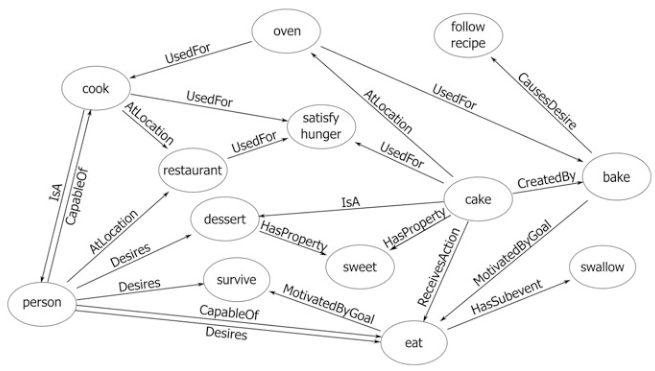 oven
follow
recipe
UsedFor
cook
UsedFor
AtLocation
UsedFor
CausesDesire
AtLocation
satisfy
hunger
UsedFor
UsedFor
restaurant
IsA
CapableOf
CreatedBy
bake
cake
IsA
AtLocation
dessert
HasProperty
HasProperty
Desires
sweet
ReceivesAction
MotivatedByGoal
swallow
survive
Desires
MotivatedByGoal
HasSubevent
person
CapableOf
Desires
eat